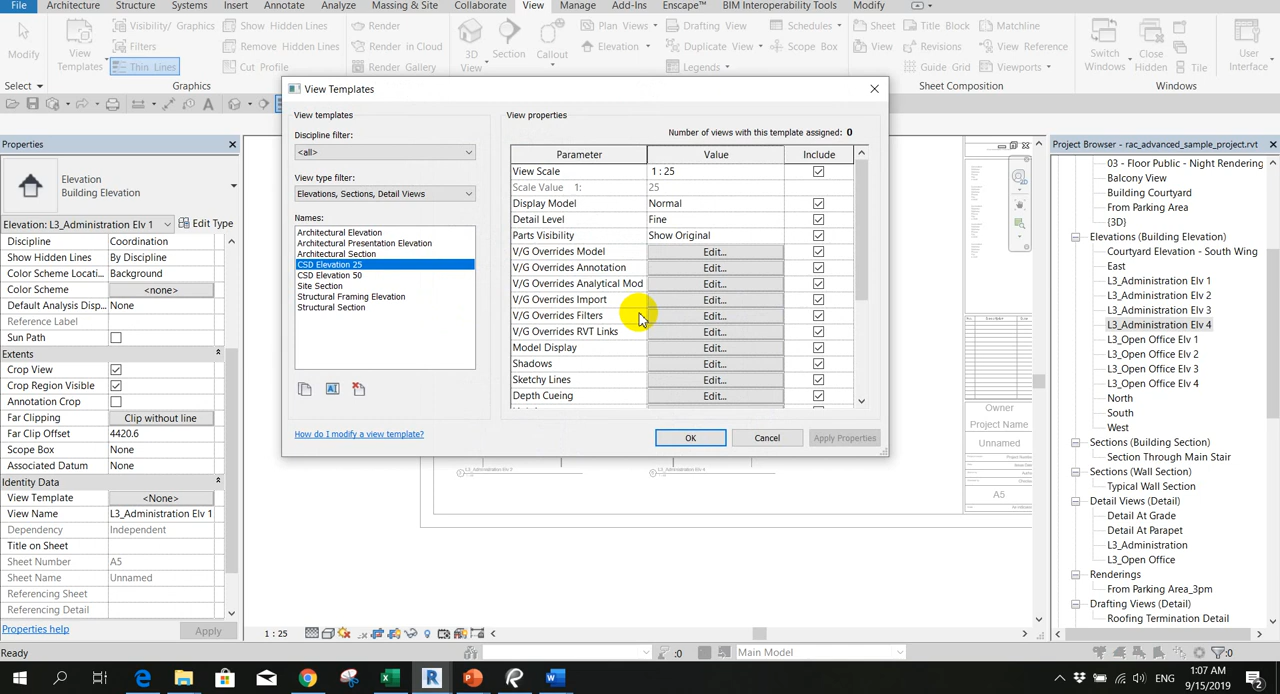 File Architecture Structure Systems Insert Annotate Analyze Massing & Site Collaborate View Manage Add-Ins Enscape™ BIM Interoperability Tools Modify
Modify
View
Templates
Visibility/ Graphics
Filters
Thin Lines
Show Hidden Lines
Remove Hidden Lines
Cut Profile
Render
Render in Cloud
Render Gallery
3D
View
Section
Callout
Plan Views
Elevation
Drafting View
Duplicate View
Legends
Schedules
Scope Box
Sheet
View
Title Block
Revisions
Guide Grid
Matchline
View Reference
Viewports
Switch
Windows
Close
Hidden
Tile
User
Interface
Select
Graphics
Sheet Composition
Windows
Properties
Elevation
Building Elevation
Elevation: L3_Administration Elv 1
Edit Type
Discipline Coordination
Show Hidden Lines By Discipline
Color Scheme Locati... Background
Color Scheme <none>
Default Analysis Disp... None
Reference Label
Sun Path
Extents
Crop View
Crop Region Visible
Annotation Crop
Far Clipping Clip without line
Far Clip Offset 4420.6
Scope Box None
Associated Datum None
Identity Data
View Template <None>
View Name L3_Administration Elv 1
Dependency Independent
Title on Sheet
Sheet Number A5
Sheet Name Unnamed
Referencing Sheet
Referencing Detail
Properties help
Apply
View Templates
View templates
Discipline filter:
<all>
View type filter:
Elevations, Sections, Detail Views
Names:
Architectural Elevation
Architectural Presentation Elevation
Architectural Section
CSD Elevation 25
CSD Elevation 50
Site Section
Structural Framing Elevation
Structural Section
How do I modify a view template?
View properties
Number of views with this template assigned: 0
Parameter Value Include
View Scale 1 : 25
Scale Value 1: 25
Display Model Normal
Detail Level Fine
Parts Visibility Show Original
V/G Overrides Model Edit...
V/G Overrides Annotation Edit...
V/G Overrides Analytical Mod Edit...
V/G Overrides Import Edit...
V/G Overrides Filters Edit...
V/G Overrides RVT Links Edit...
Model Display Edit...
Shadows Edit...
Sketchy Lines Edit...
Depth Cueing Edit...
OK
Cancel
Apply Properties
L3_Administration Elv 3
L3_Administration Elv 4
Owner
Project Name
Unnamed
A5
1 : 25
Project Browser - rac_advanced_sample_project.rvt
03 - Floor Public - Night Rendering
Balcony View
Building Courtyard
From Parking Area
{3D}
Elevations (Building Elevation)
Courtyard Elevation - South Wing
East
L3_Administration Elv 1
L3_Administration Elv 2
L3_Administration Elv 3
L3_Administration Elv 4
L3_Open Office Elv 1
L3_Open Office Elv 2
L3_Open Office Elv 3
L3_Open Office Elv 4
North
South
West
Sections (Building Section)
Section Through Main Stair
Sections (Wall Section)
Typical Wall Section
Detail Views (Detail)
Detail At Grade
Detail At Parapet
L3_Administration
L3_Open Office
Renderings
From Parking Area_3pm
Drafting Views (Detail)
Roofing Termination Detail
Ready
:0
Main Model
:0
ENG
1:07 AM
9/15/2019
2